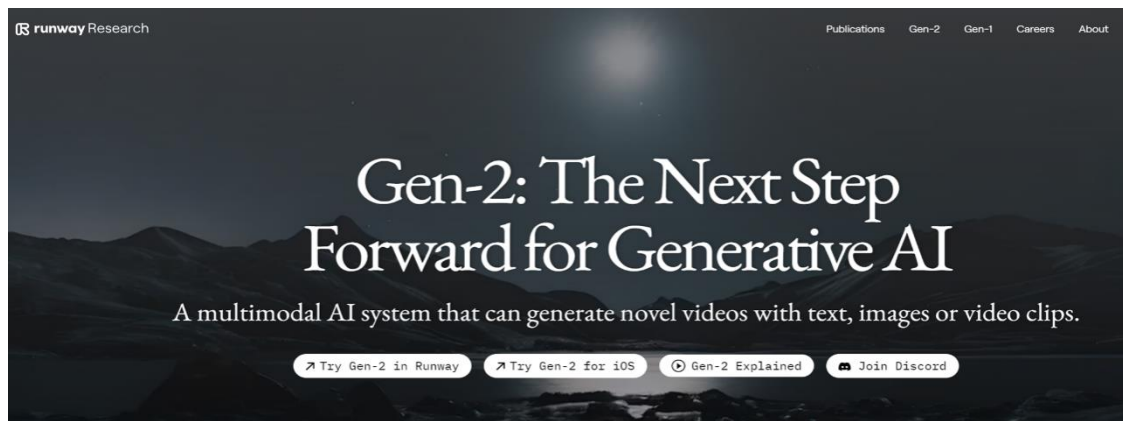 runway Research
Publications Gen-2 Gen-1 Careers About
Gen-2: The Next Step
Forward for Generative AI
A multimodal AI system that can generate novel videos with text, images or video clips.
Try Gen-2 in Runway Try Gen-2 for iOS Gen-2 Explained Join Discord